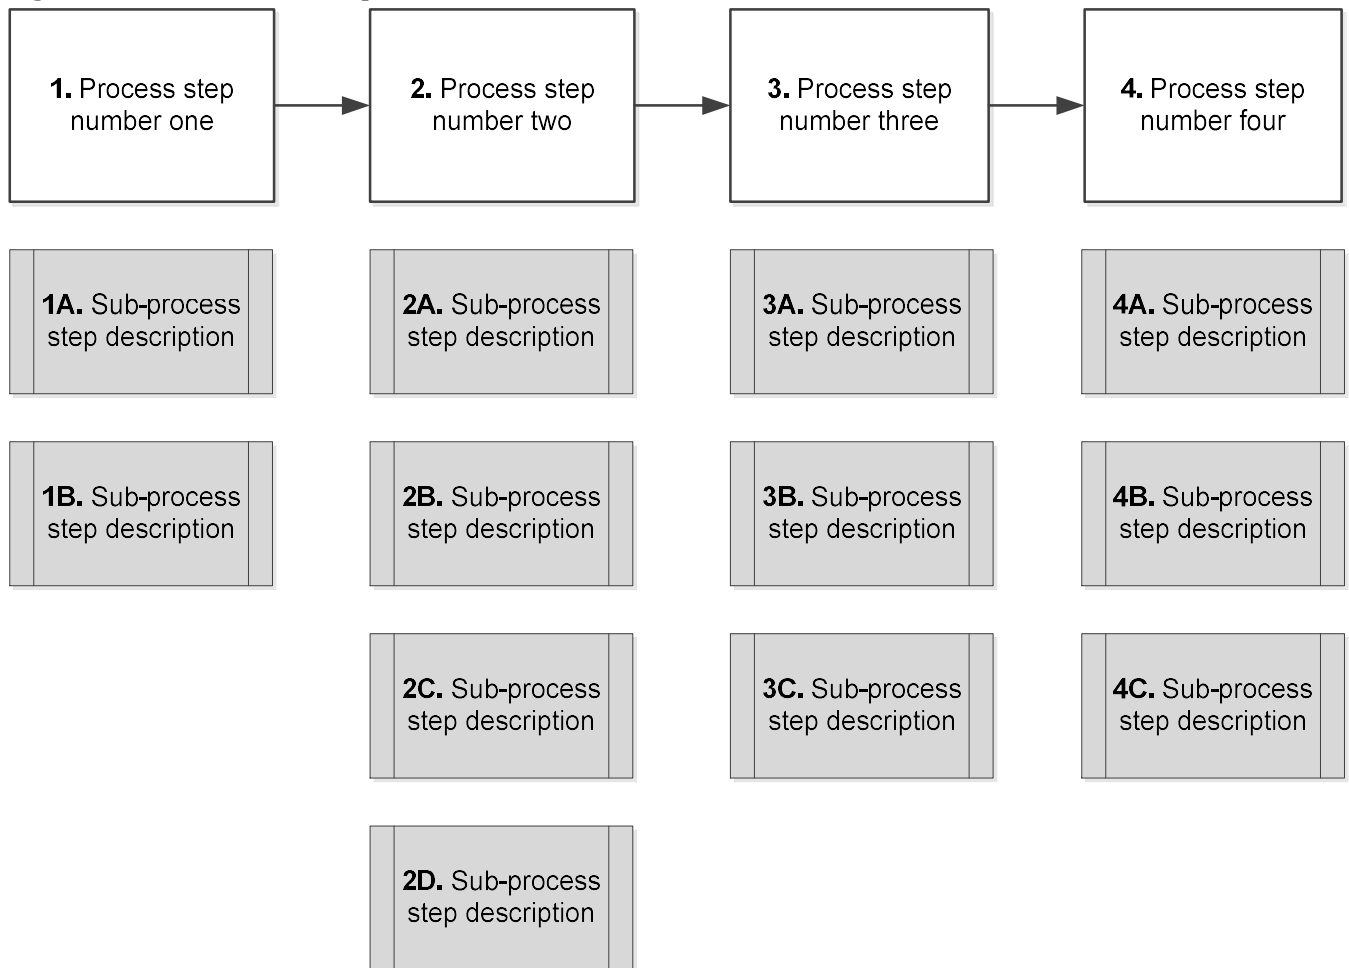 1. Process step
number one
2. Process step
number two
3. Process step
number three
4. Process step
number four
1A. Sub-process
step description
2A. Sub-process
step description
3A. Sub-process
step description
4A. Sub-process
step description
1B. Sub-process
step description
2B. Sub-process
step description
3B. Sub-process
step description
4B. Sub-process
step description
2C. Sub-process
step description
3C. Sub-process
step description
4C. Sub-process
step description
2D. Sub-process
step description